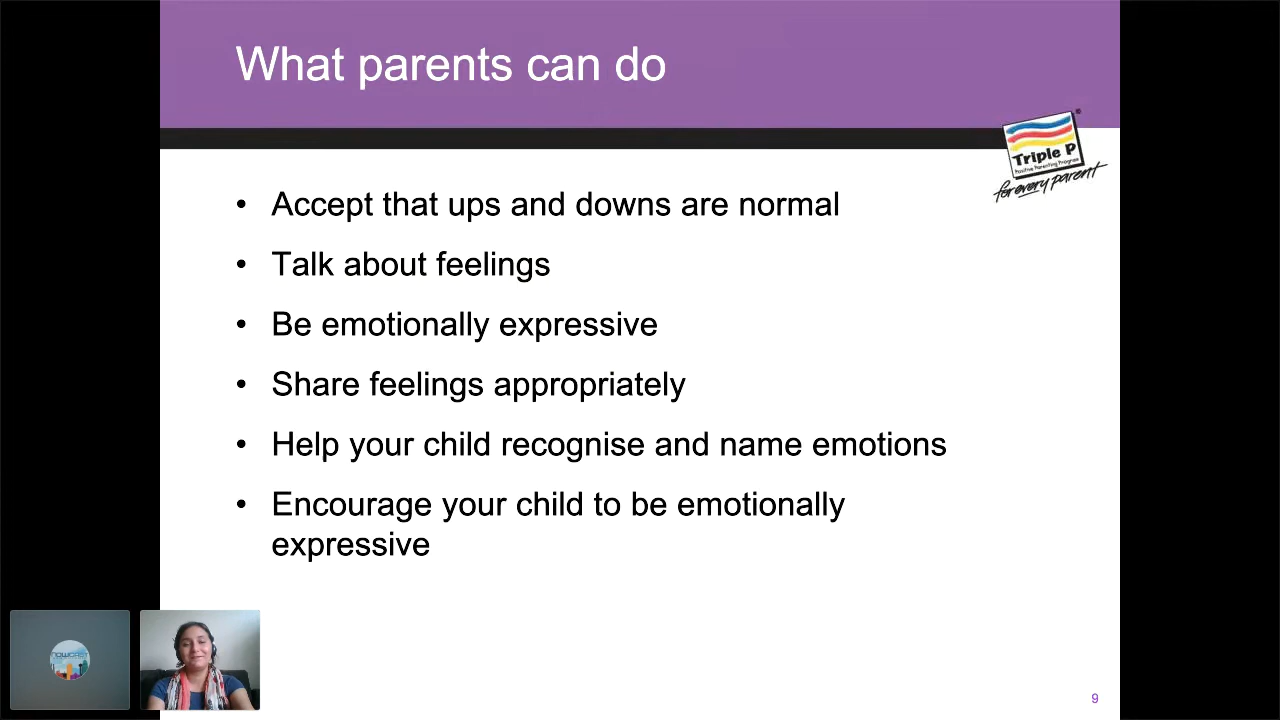 What parents can do
Triple P
Positive Parenting Program
for every parent
• Accept that ups and downs are normal
• Talk about feelings
• Be emotionally expressive
• Share feelings appropriately
• Help your child recognise and name emotions
• Encourage your child to be emotionally
expressive
9